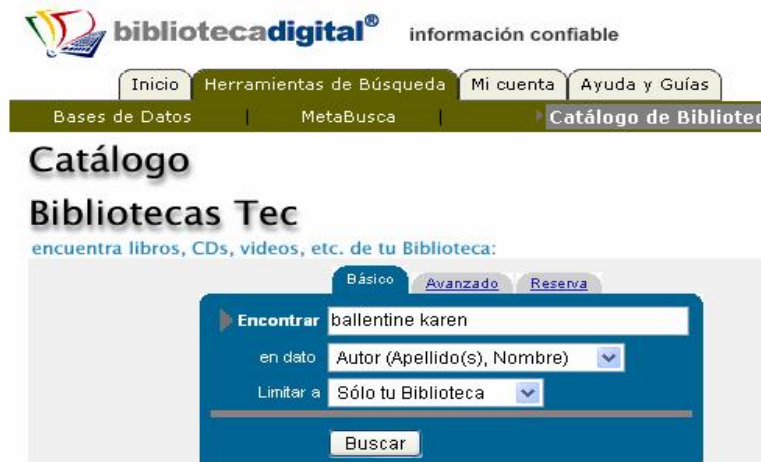 bibliotecadigital® información confiable
Inicio Herramientas de Búsqueda Mi cuenta Ayuda y Guías
Bases de Datos | MetaBusca | Catálogo de Bibliotec
Catálogo
Bibliotecas Tec
encuentra libros, CDs, videos, etc. de tu Biblioteca:
Básico Avanzado Reserva
Encontrar ballentine karen
en dato Autor (Apellido(s), Nombre)
Limitar a Sólo tu Biblioteca
Buscar